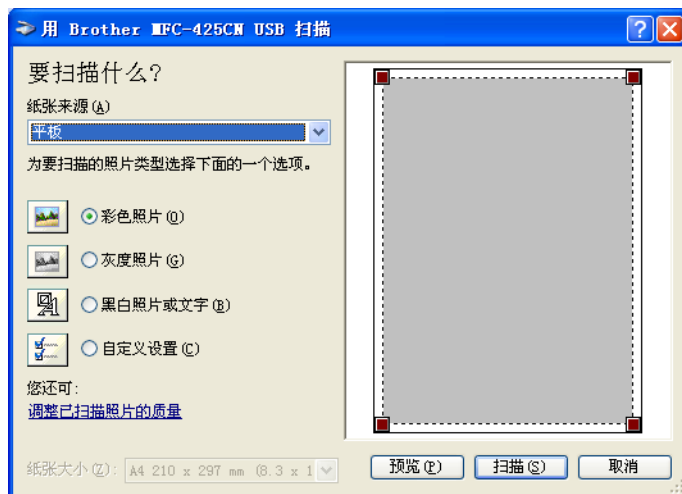 用 Brother MFC-425CN USB 扫描
要扫描什么?
纸张来源(A)
平板
为要扫描的照片类型选择下面的一个选项。
彩色照片(O)
灰度照片(G)
黑白照片或文字(B)
自定义设置(C)
您还可:
调整已扫描照片的质量
纸张大小(Z): A4 210 x 297 mm (8.3 x 1
预览(P) 扫描(S) 取消